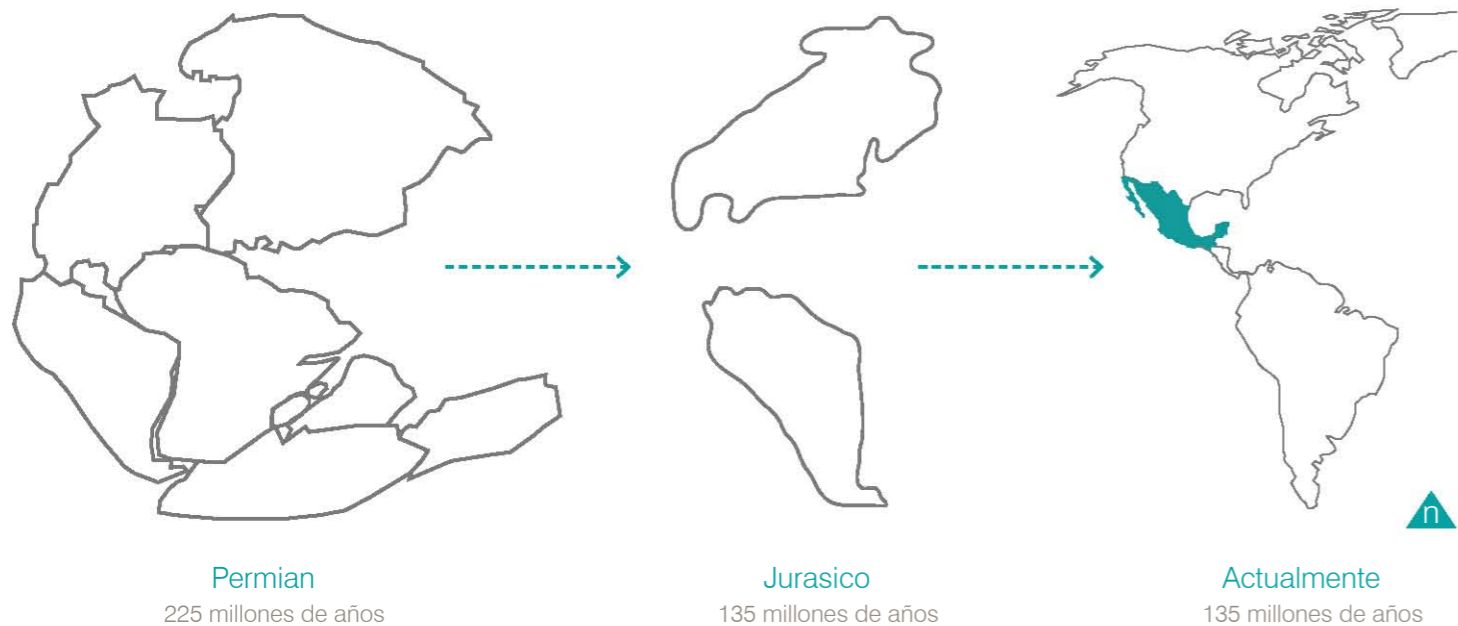 n
Permian
225 millones de años
Jurasico
135 millones de años
Actualmente
135 millones de años